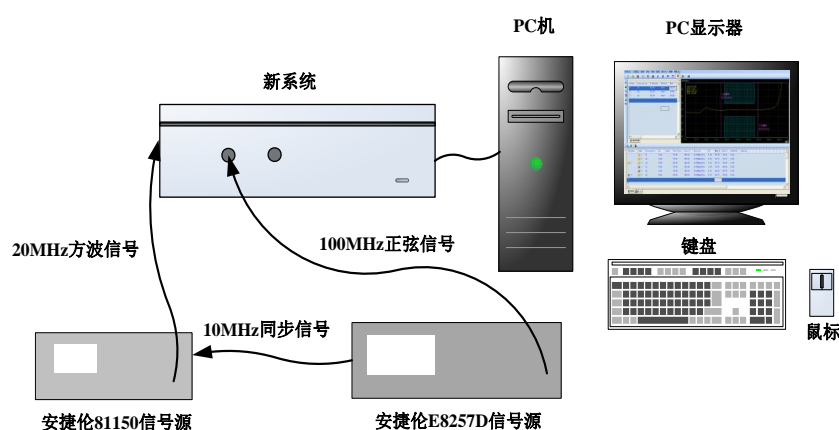 PC机
PC显示器
新系统
20MHz方波信号
100MHz正弦信号
键盘
10MHz同步信号
鼠标
安捷伦81150信号源
安捷伦E8257D信号源